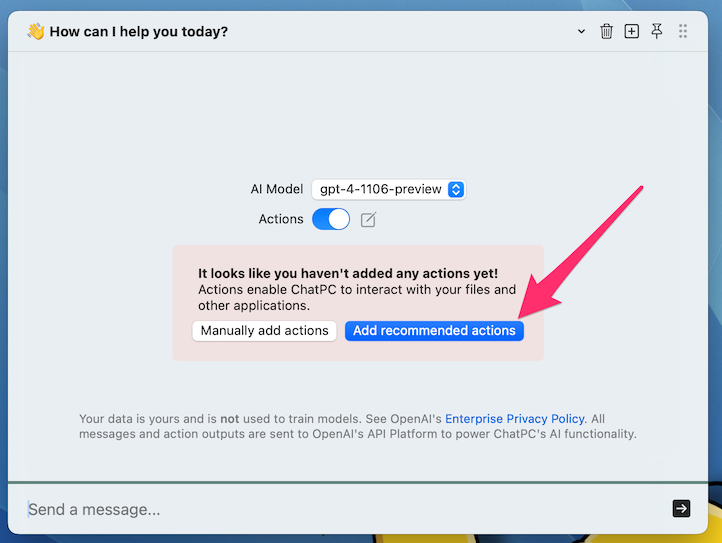 👋 How can I help you today?
AI Model gpt-4-1106-preview
Actions
It looks like you haven't added any actions yet!
Actions enable ChatPC to interact with your files and
other applications.
Manually add actions Add recommended actions
Your data is yours and is not used to train models. See OpenAI's Enterprise Privacy Policy. All
messages and action outputs are sent to OpenAI's API Platform to power ChatPC's AI functionality.
Send a message...